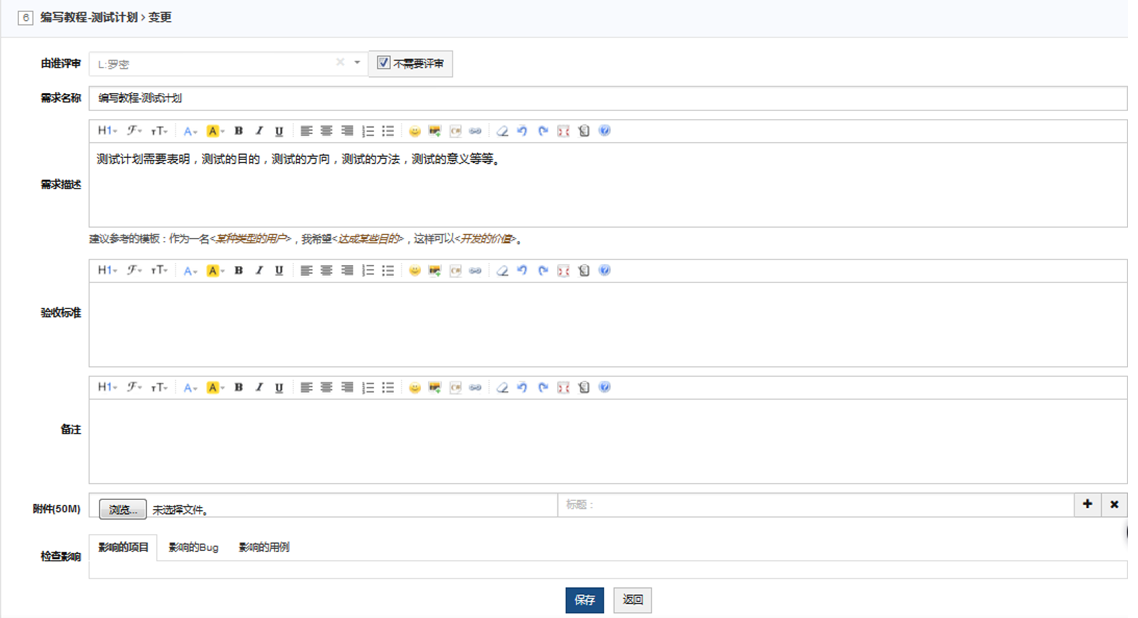 6 编写教程-测试计划 > 变更
由谁评审 L:罗密 × 不需要评审
需求名称 编写教程-测试计划
H1 ℱ тT A A B I U
需求描述 测试计划需要表明，测试的目的，测试的方向，测试的方法，测试的意义等等。
建议参考的模板：作为一名<某种类型的用户>，我希望<达成某些目的>，这样可以<开发的价值>。
H1 ℱ тT A A B I U
验收标准
H1 ℱ тT A A B I U
备注
附件(50M) 浏览... 未选择文件。 标题：
检查影响 影响的项目 影响的Bug 影响的用例
保存 返回